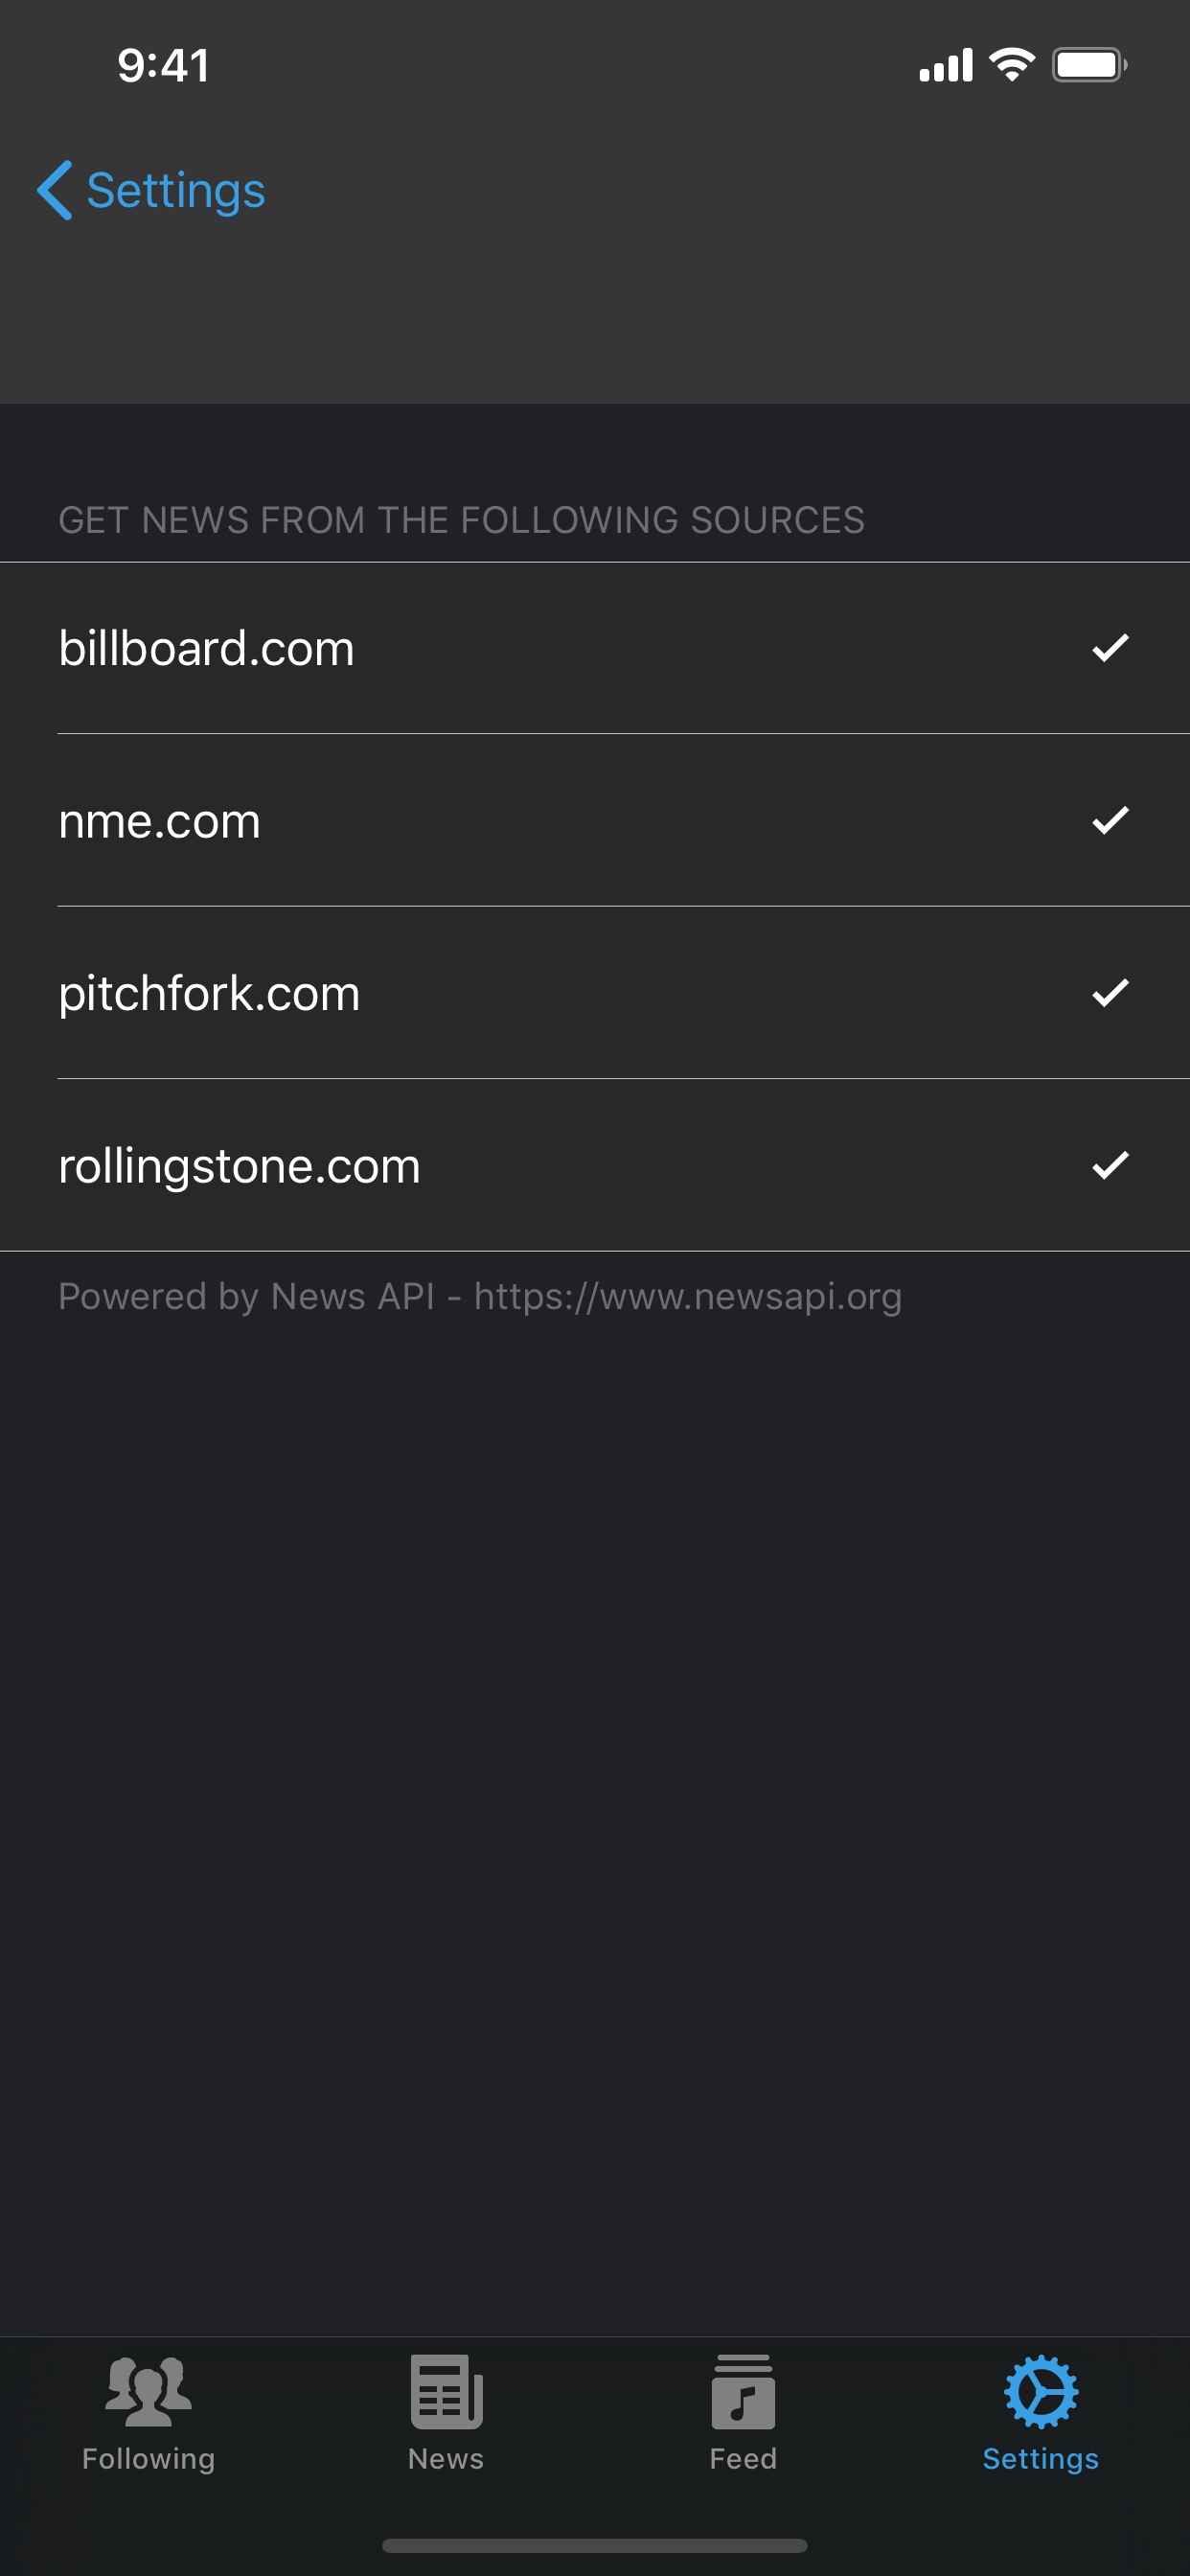 9:41
Settings
GET NEWS FROM THE FOLLOWING SOURCES
billboard.com
nme.com
pitchfork.com
rollingstone.com
Powered by News API - https://www.newsapi.org
Following News Feed Settings